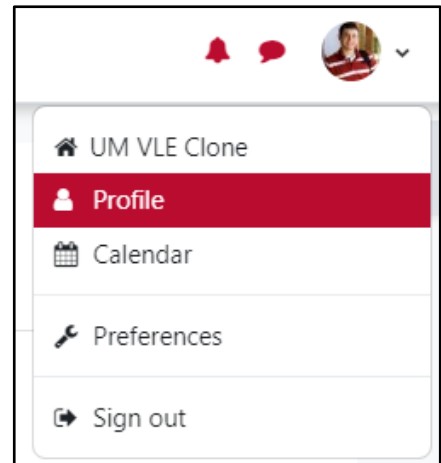 UM VLE Clone
Profile
Calendar
Preferences
Sign out